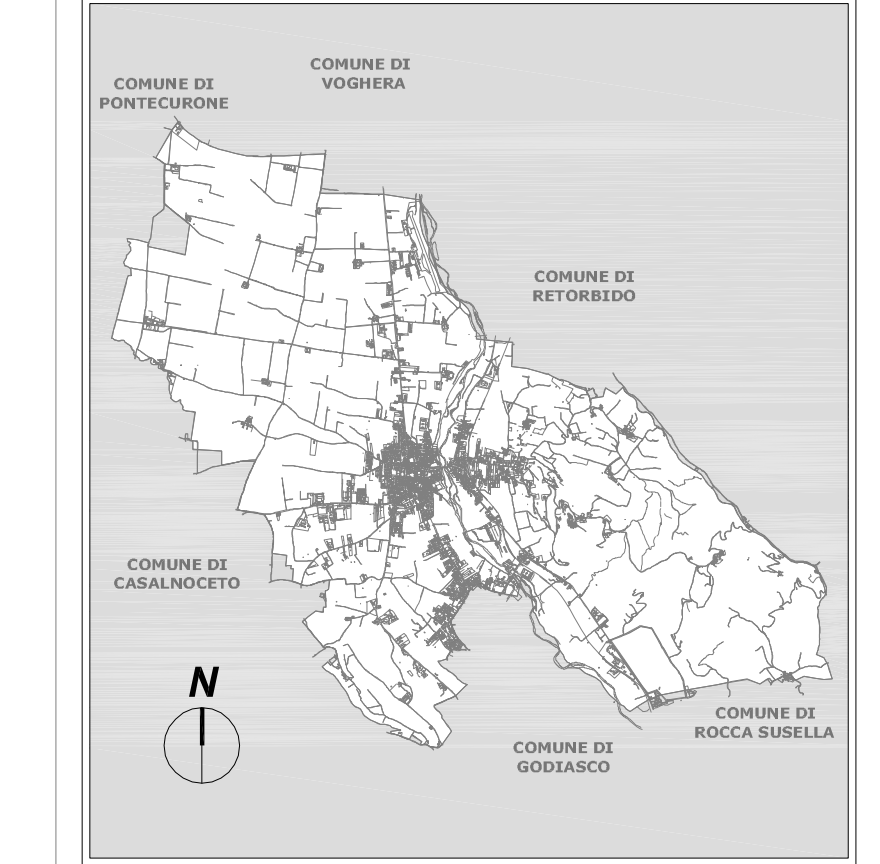 COMUNE DI
VOGHERA
COMUNE DI
PONTECURONE
COMUNE DI
RETORBIDO
COMUNE DI
CASALNOCETO
N
COMUNE DI
ROCCA SUSELLA
COMUNE DI
GODIASCO